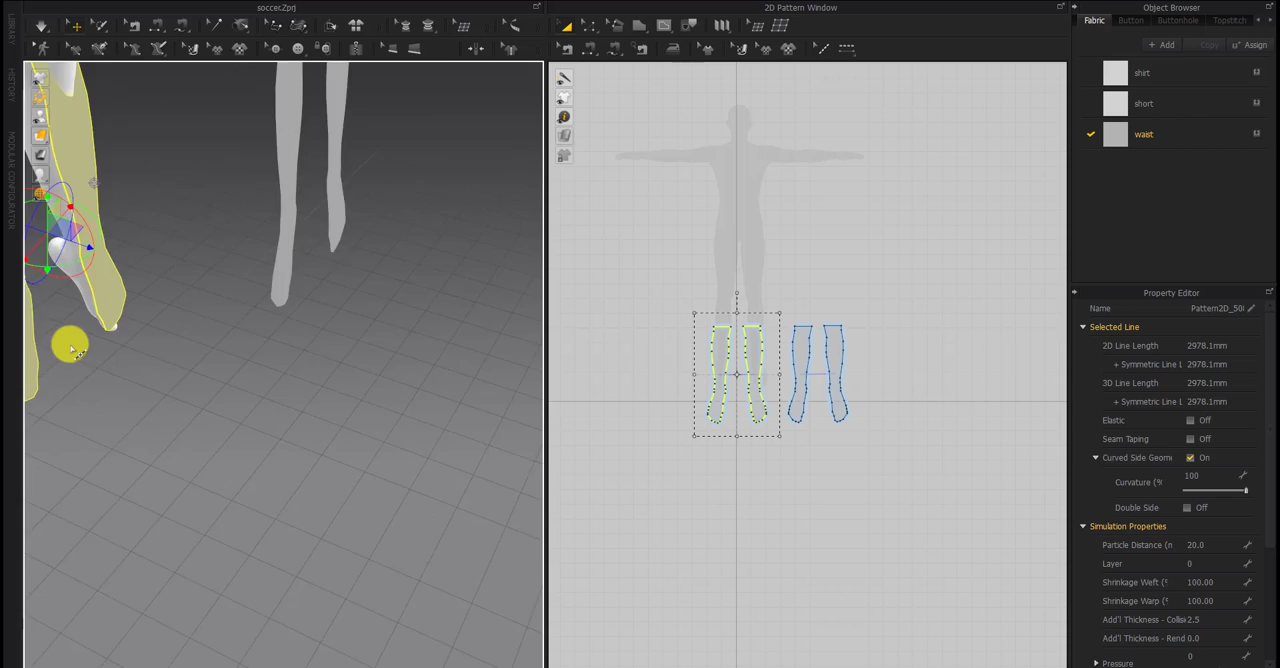 soccer.Zprj
2D Pattern Window
Object Browser
LIBRARY
HISTORY
MODULAR CONFIGURATOR
Fabric
Button
Buttonhole
Topstitch
+ Add
Copy
Assign
shirt
short
waist
Property Editor
Name
Pattern2D_50
Selected Line
2D Line Length
2978.1mm
+ Symmetric Line L
2978.1mm
3D Line Length
2978.1mm
+ Symmetric Line L
2978.1mm
Elastic
Off
Seam Taping
Off
Curved Side Geom
On
Curvature (%
100
Double Side
Off
Simulation Properties
Particle Distance (n
20.0
Layer
0
Shrinkage Weft (%
100.00
Shrinkage Warp (%
100.00
Add'l Thickness - Collis
2.5
Add'l Thickness - Rend
0.0
Pressure
0